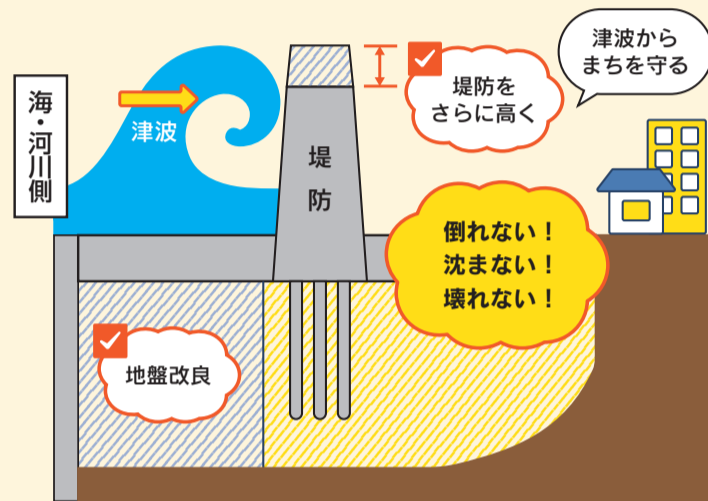 海・河川側
津波
堤防
堤防を
さらに高く
津波から
まちを守る
倒れない！
沈まない！
壊れない！
地盤改良